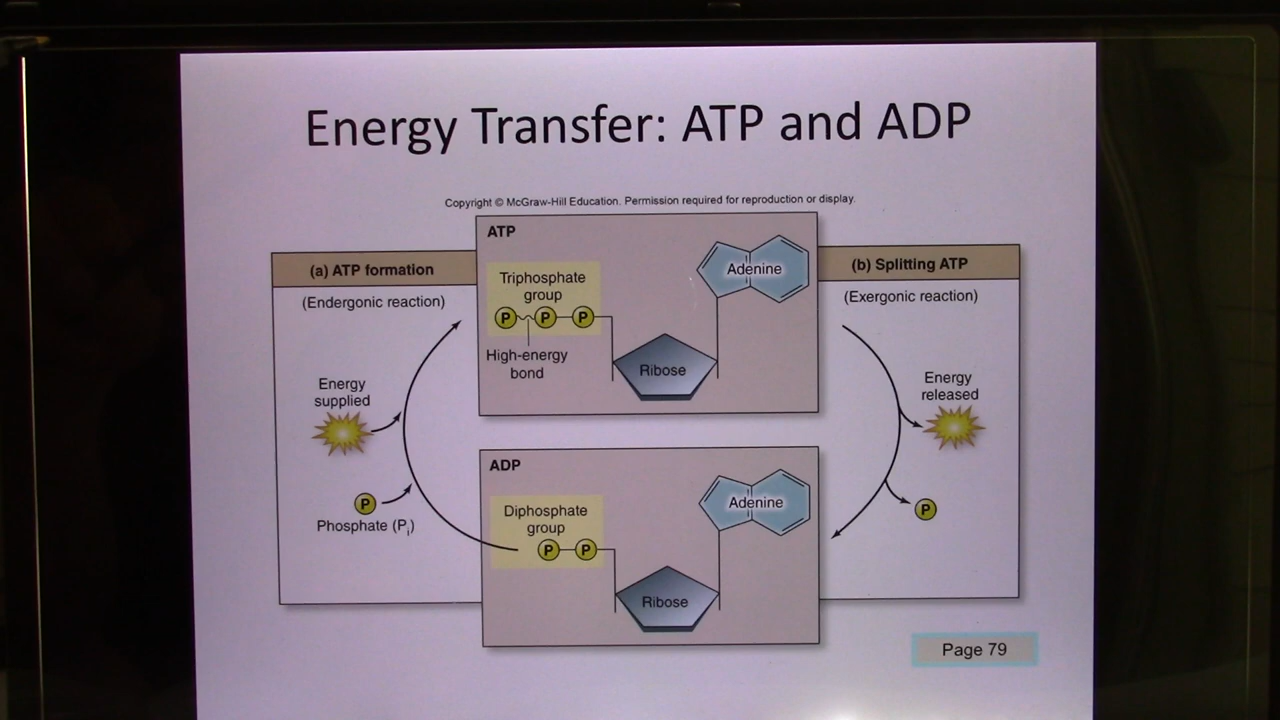 Energy Transfer: ATP and ADP
Copyright © McGraw-Hill Education. Permission required for reproduction or display.
(a) ATP formation
(Endergonic reaction)
Energy
supplied
P
Phosphate (Pi)
ATP
Triphosphate
group
P P P
High-energy
bond
Ribose
Adenine
ADP
Diphosphate
group
P P
Ribose
Adenine
(b) Splitting ATP
(Exergonic reaction)
Energy
released
P
Page 79